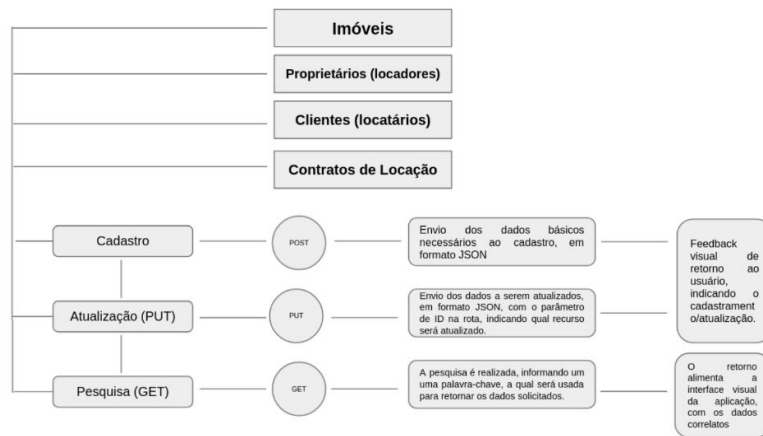 Imóveis
Proprietários (locadores)
Clientes (locatários)
Contratos de Locação
Cadastro
POST
Envio dos dados básicos
necessários ao cadastro, em
formato JSON
Feedback
visual de
retorno ao
usuário,
indicando o
cadastrament
o/atualização.
Atualização (PUT)
PUT
Envio dos dados a serem atualizados,
em formato JSON, com o parâmetro
de ID na rota, indicando qual recurso
será atualizado.
Pesquisa (GET)
GET
A pesquisa é realizada, informando um
uma palavra-chave, a qual será usada
para retornar os dados solicitados.
O retorno
alimenta a
interface visual
da aplicação,
com os dados
correlatos